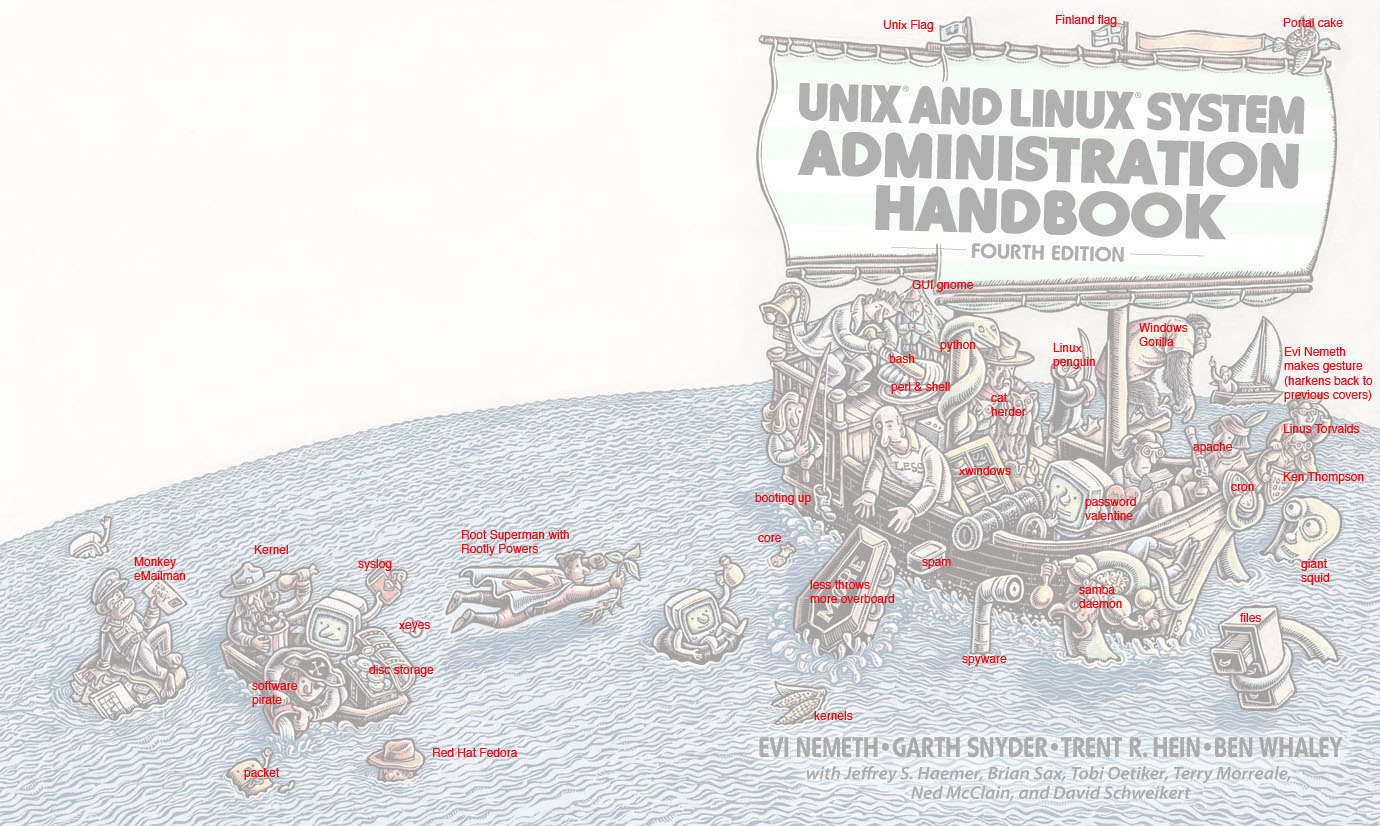 Unix Flag
Finland flag
Portal cake
UNIX® AND LINUX® SYSTEM
ADMINISTRATION
HANDBOOK
FOURTH EDITION
GUI gnome
bash
python
perl & shell
cat
herder
Linux
penguin
Windows
Gorilla
Evi Nemeth
makes gesture
(harkens back to
previous covers)
Linus Torvalds
apache
Ken Thompson
cron
LESS
xwindows
password
valentine
booting up
core
spam
less throws
more overboard
samba
daemon
giant
squid
files
spyware
kernels
Monkey
eMailman
Kernel
syslog
Root Superman with
Rootly Powers
xeyes
disc storage
software
pirate
Red Hat Fedora
packet
EVI NEMETH • GARTH SNYDER • TRENT R. HEIN • BEN WHALEY
with Jeffrey S. Haemer, Brian Sax, Tobi Oetiker, Terry Morreale,
Ned McClain, and David Schweikert